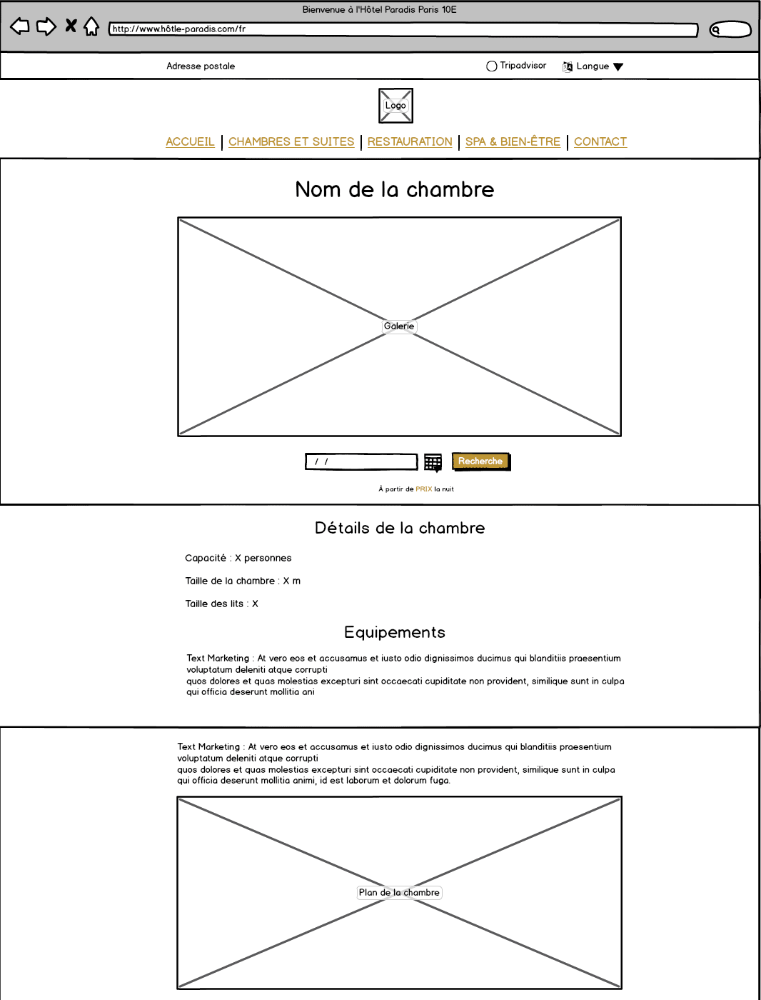 Bienvenue à l'Hôtel Paradis Paris 10E
http://www.hôtle-paradis.com/fr
Adresse postale
Tripadvisor
Langue
Logo
ACCUEIL | CHAMBRES ET SUITES | RESTAURATION | SPA & BIEN-ÊTRE | CONTACT
Nom de la chambre
Galerie
/ /
Recherche
À partir de PRIX la nuit
Détails de la chambre
Capacité : X personnes
Taille de la chambre : X m
Taille des lits : X
Equipements
Text Marketing : At vero eos et accusamus et iusto odio dignissimos ducimus qui blanditiis praesentium
voluptatum deleniti atque corrupti
quos dolores et quas molestias excepturi sint occaecati cupiditate non provident, similique sunt in culpa
qui officia deserunt mollitia ani
Text Marketing : At vero eos et accusamus et iusto odio dignissimos ducimus qui blanditiis praesentium
voluptatum deleniti atque corrupti
quos dolores et quas molestias excepturi sint occaecati cupiditate non provident, similique sunt in culpa
qui officia deserunt mollitia animi, id est laborum et dolorum fuga.
Plan de la chambre